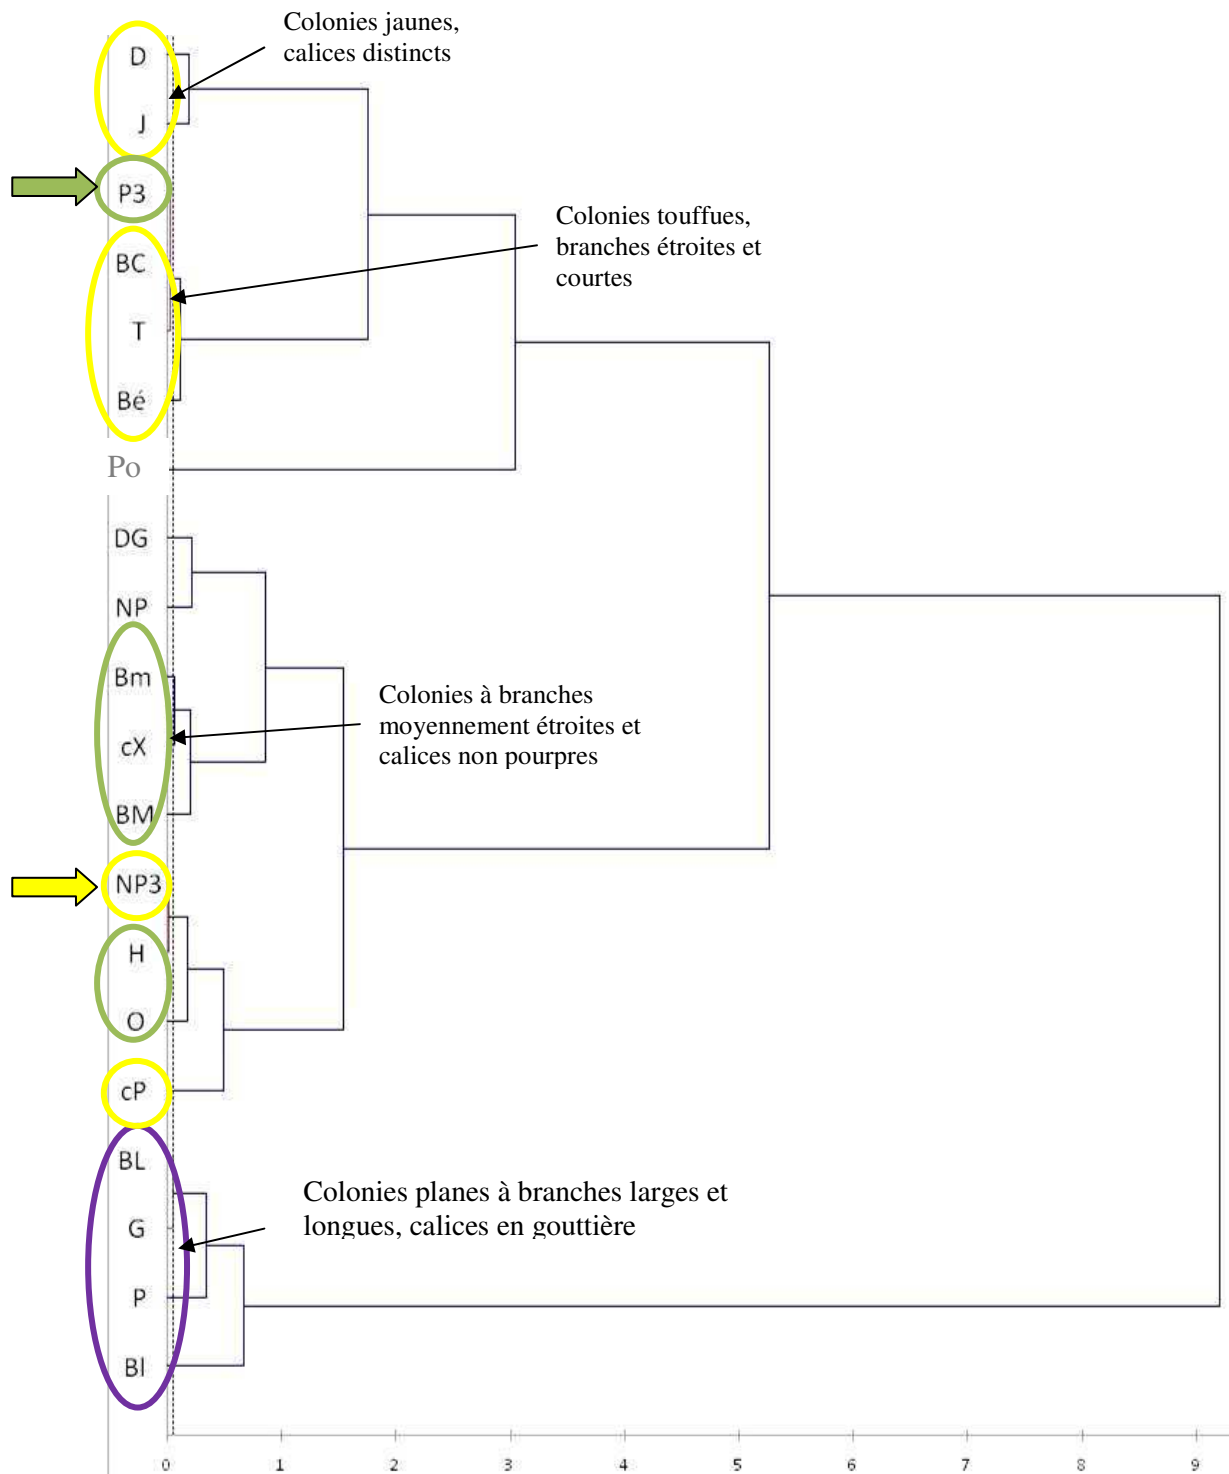 Colonies jaunes,
calices distincts
D
J
P3
BC
T
Bé
Colonies touffues,
branches étroites et
courtes
Po
DG
NP
Bm
cX
BM
Colonies à branches
moyennement étroites et
calices non pourpres
NP3
H
O
cP
BL
G
P
Bl
Colonies planes à branches larges et
longues, calices en gouttière
0 1 2 3 4 5 6 7 8 9